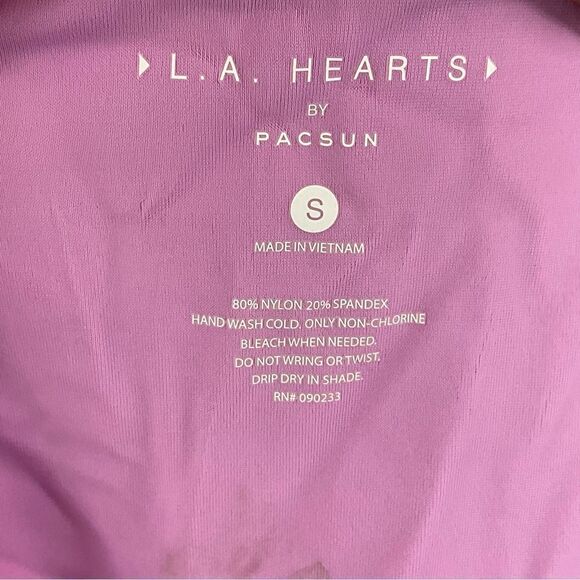 L.A. HEARTS
BY
PACSUN
S
MADE IN VIETNAM
80% NYLON 20% SPANDEX
HAND WASH COLD. ONLY NON-CHLORINE
BLEACH WHEN NEEDED.
DO NOT WRING OR TWIST.
DRIP DRY IN SHADE.
RN# 090233